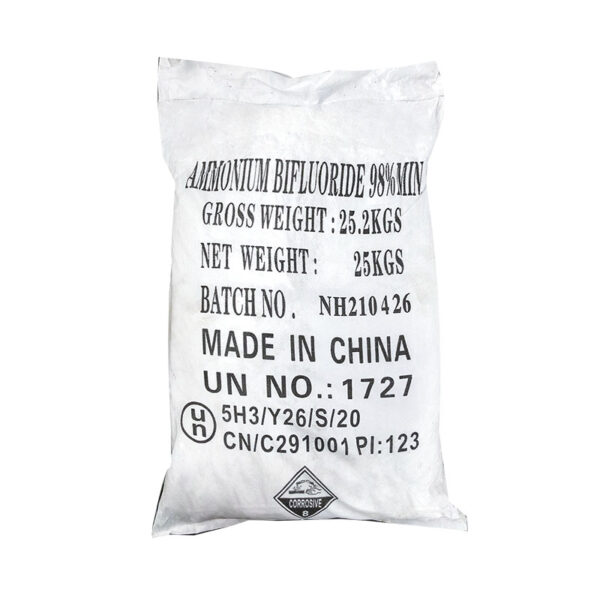 AMMONIUM BIFLUORIDE 98%MIN
GROSS WEIGHT: 25.2KGS
NET WEIGHT: 25KGS
BATCH NO. NH210426
MADE IN CHINA
UN NO.: 1727
un 5H3/Y26/S/20
CN/C291001 PI:123
CORROSIVE
8